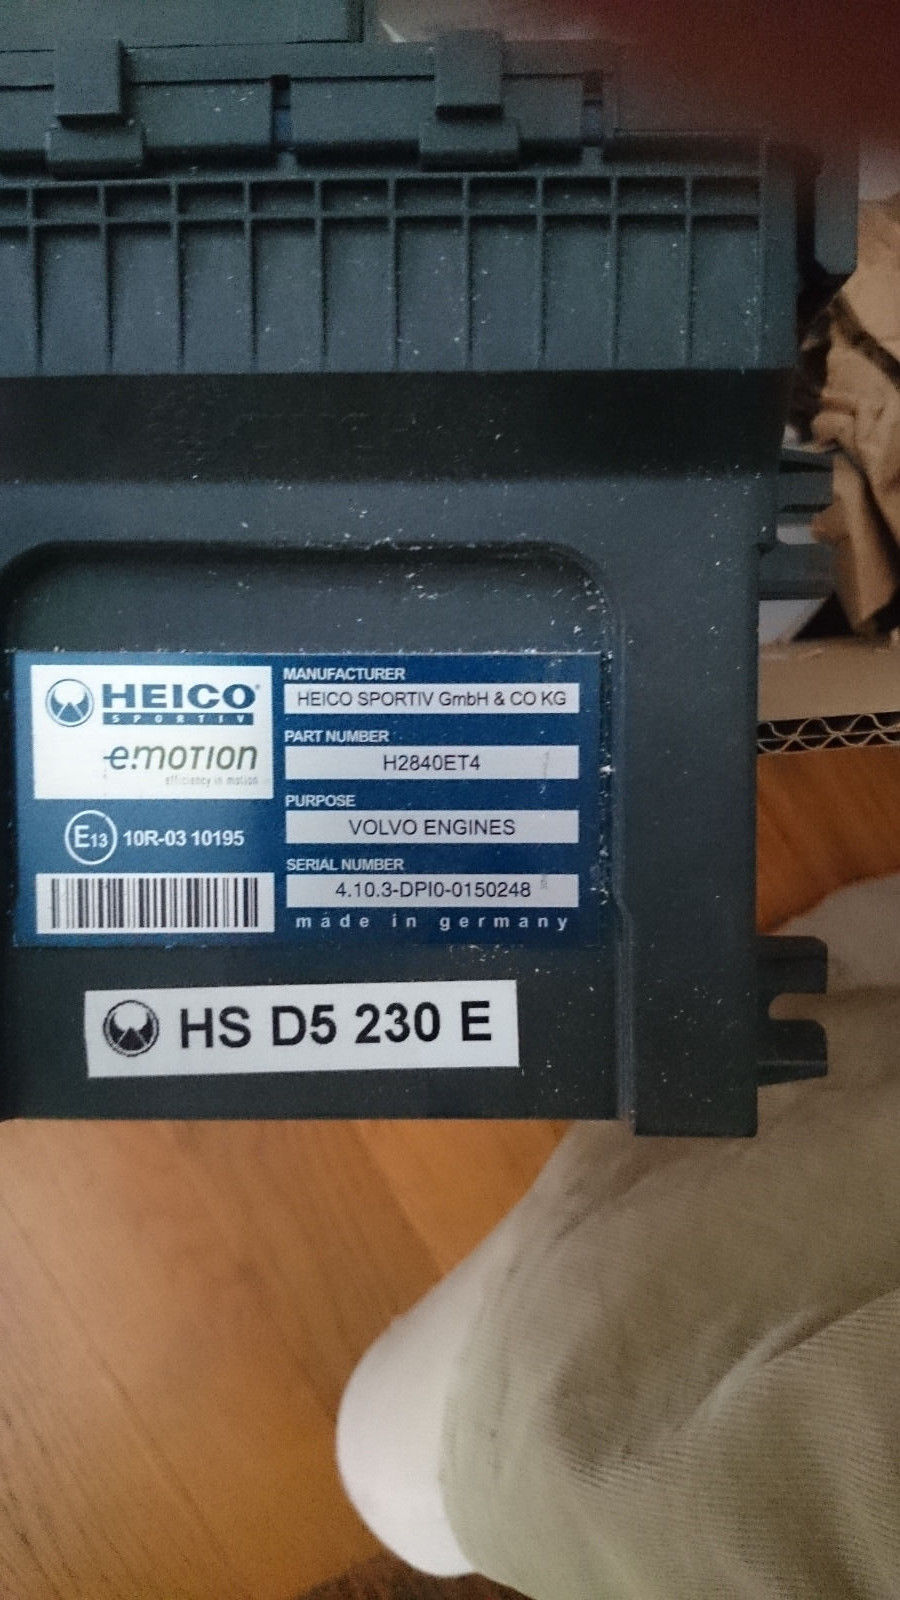 HEICO®
SPORTIV
e.motion
efficiency in motion
E13 10R-03 10195
MANUFACTURER
HEICO SPORTIV GmbH & CO KG
PART NUMBER
H2840ET4
PURPOSE
VOLVO ENGINES
SERIAL NUMBER
4.10.3-DPI0-0150248
made in germany
HS D5 230 E